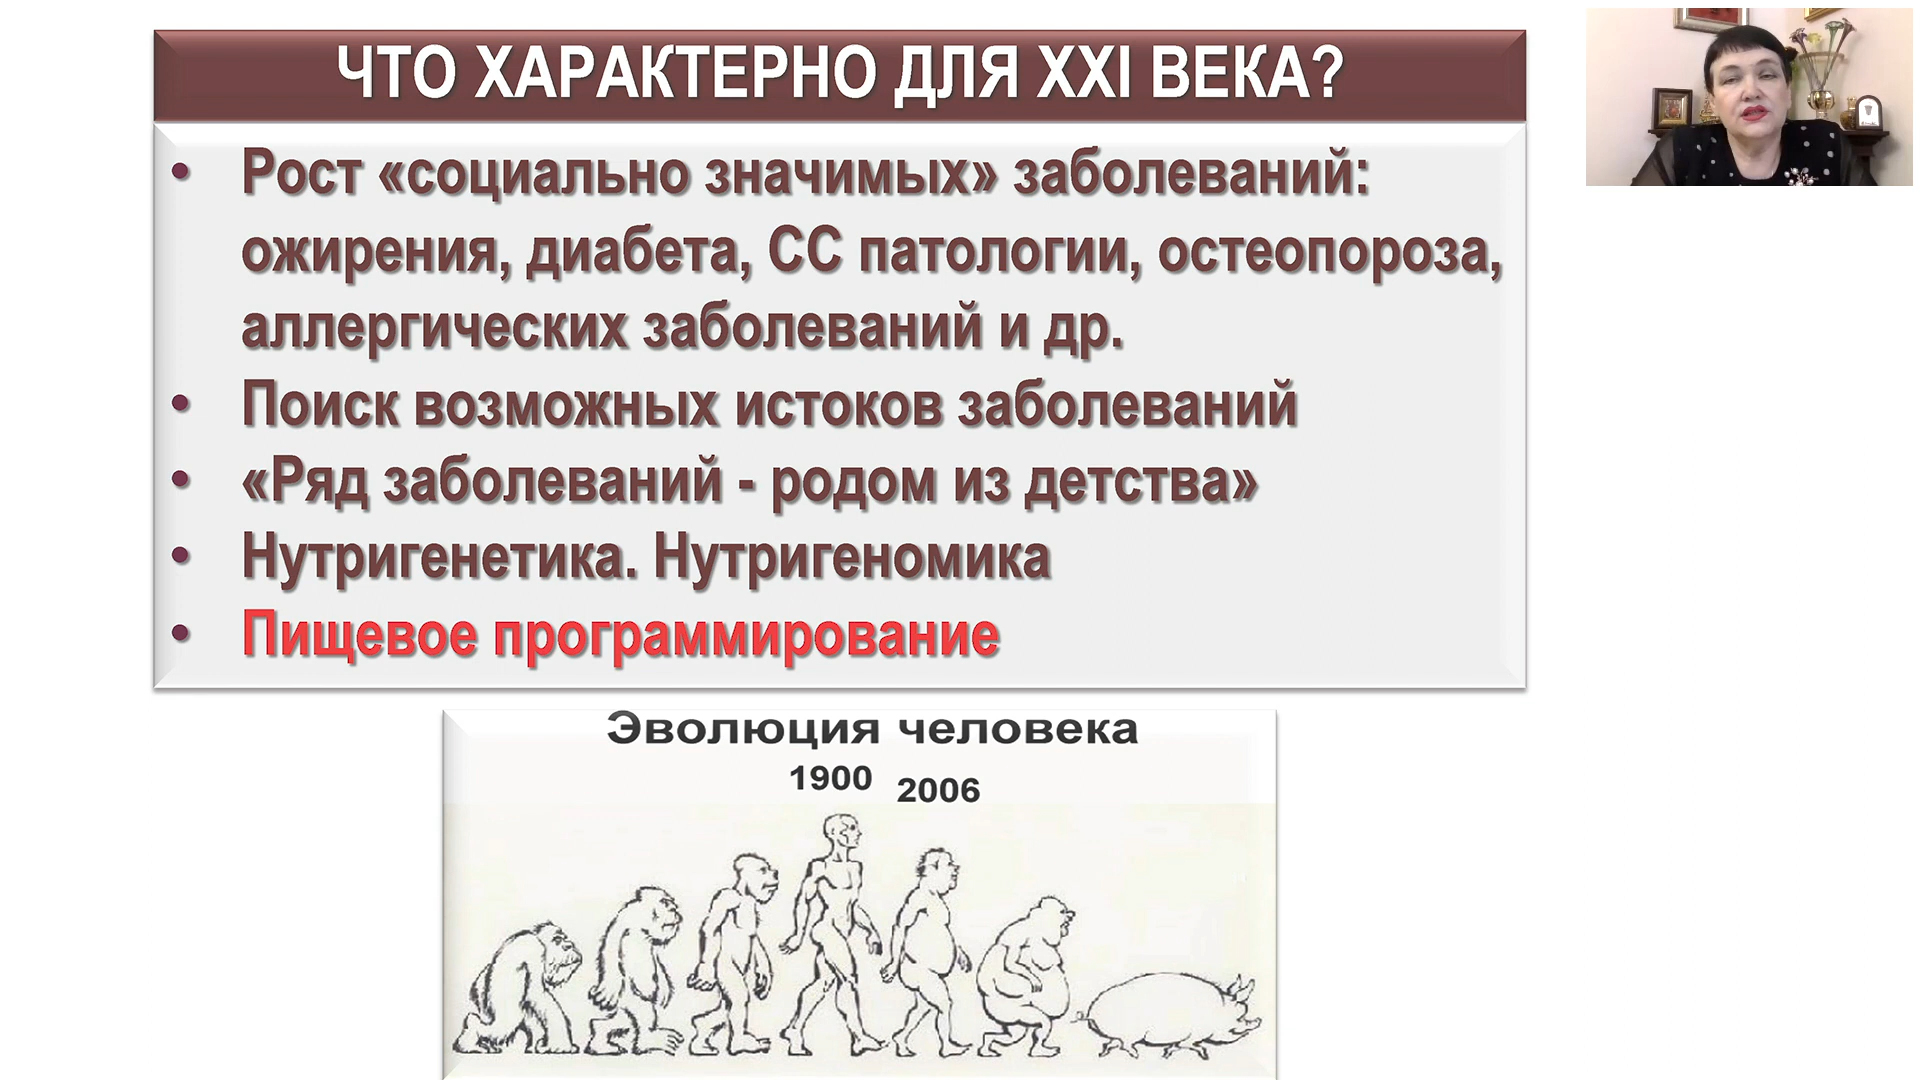 ЧТО ХАРАКТЕРНО ДЛЯ XXI ВЕКА?
• Рост «социально значимых» заболеваний:
ожирения, диабета, СС патологии, остеопороза,
аллергических заболеваний и др.
• Поиск возможных истоков заболеваний
• «Ряд заболеваний - родом из детства»
• Нутригенетика. Нутригеномика
• Пищевое программирование
Эволюция человека
1900 2006